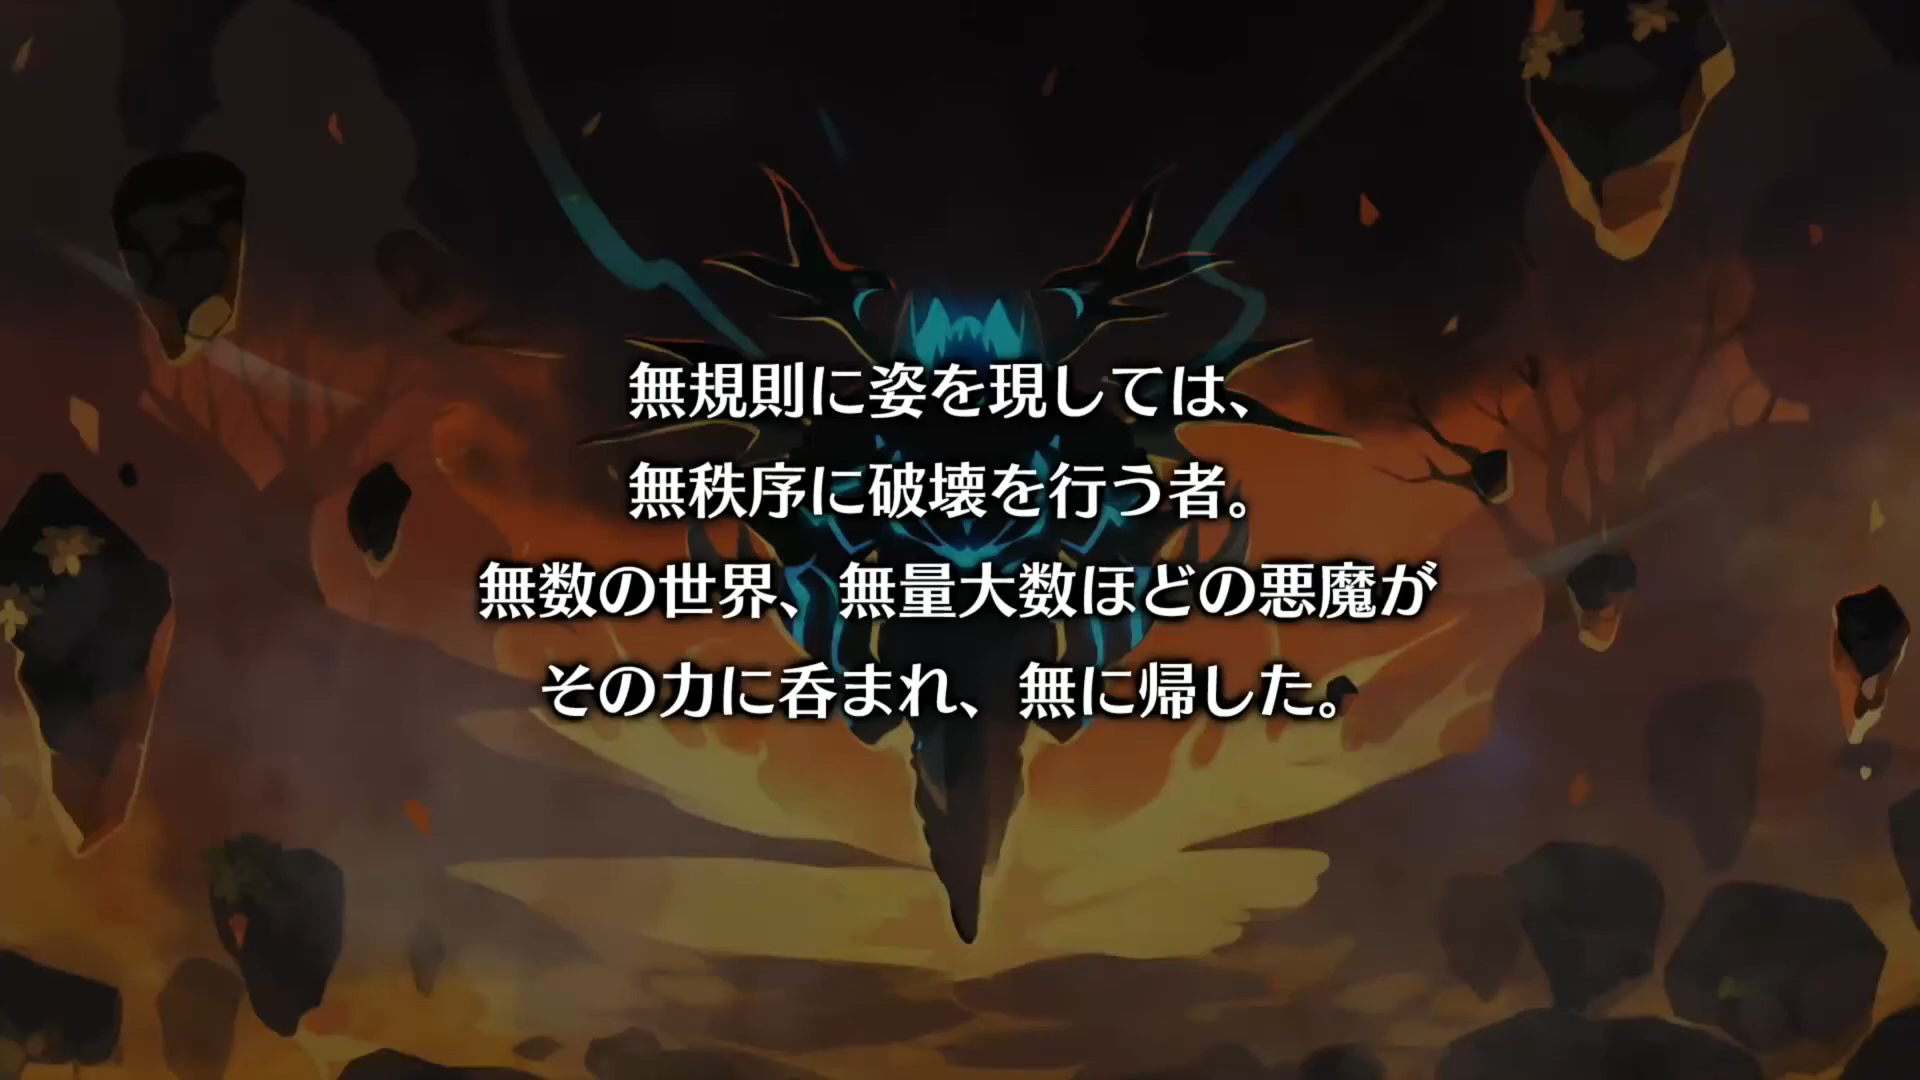 無規則に姿を現しては、
無秩序に破壊を行う者。
無数の世界、無量大数ほどの悪魔が
その力に呑まれ、無に帰した。